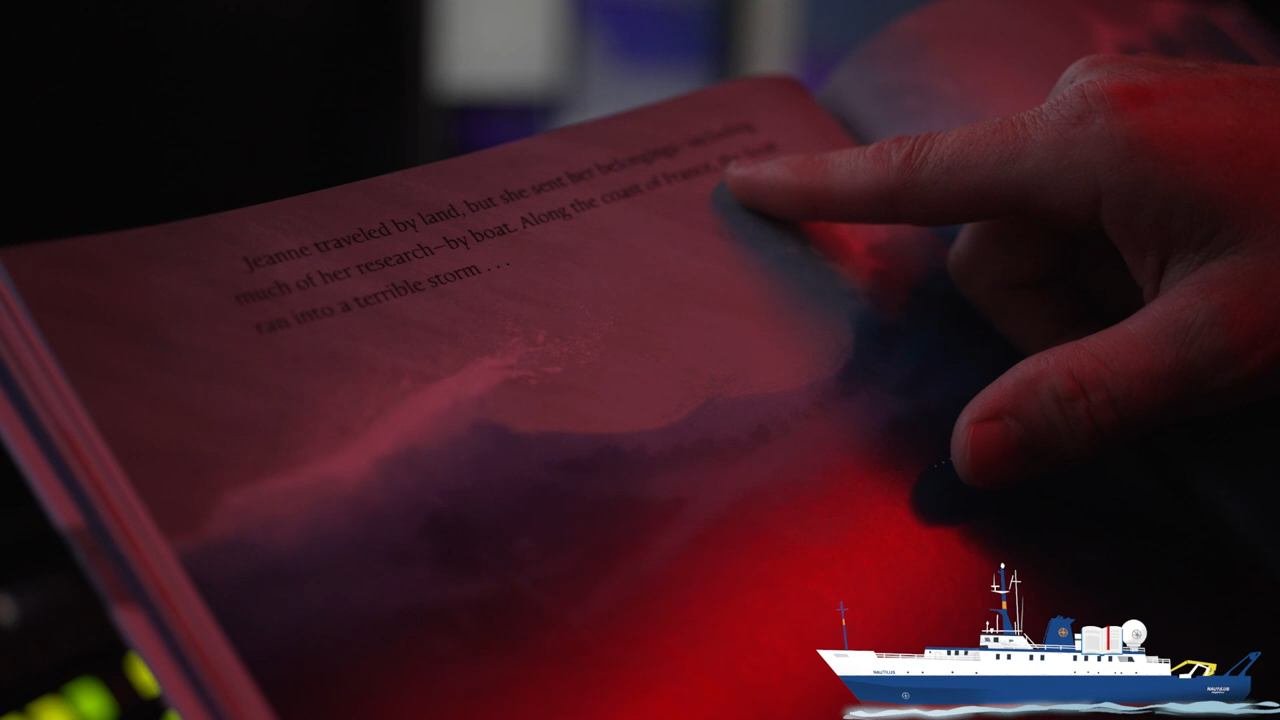 Jeanne traveled by land, but she sent her belongings—including
much of her research—by boat. Along the coast of France, the boat
ran into a terrible storm . . .
NAUTILUS
NAUTILUS